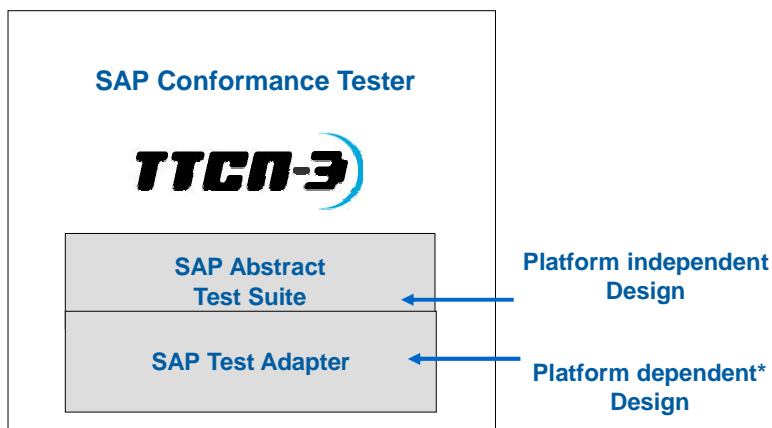 SAP Conformance Tester
TTCN-3
SAP Abstract
Test Suite
Platform independent
Design
SAP Test Adapter
Platform dependent*
Design